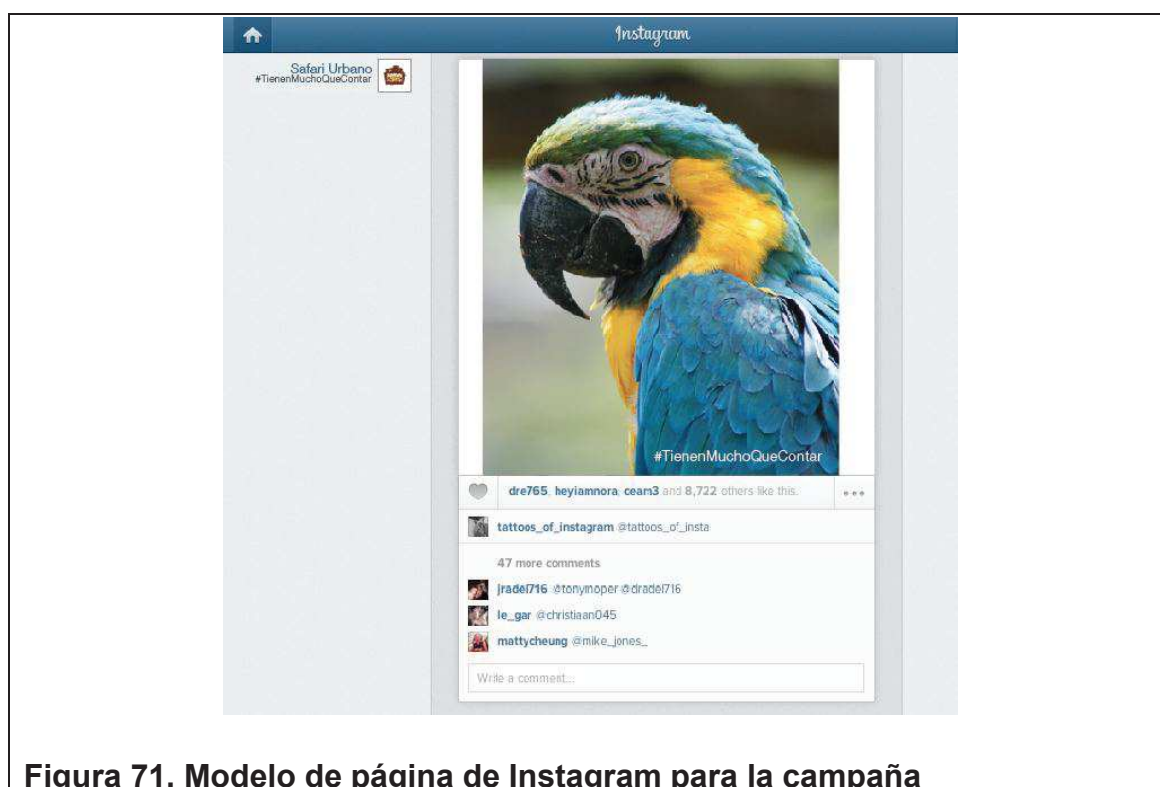 Instagram
Safari Urbano
#TienenMuchoQueContar
#TienenMuchoQueContar
dre765, heyiamnora, ceam3 and 8,722 others like this.
tattoos_of_instagram @tattoos_of_insta
47 more comments
jradel716 @tonymoper @dradel716
le_gar @christiaan045
mattycheung @mike_jones_
Write a comment...
Figura 71. Modelo de página de Instagram para la campaña